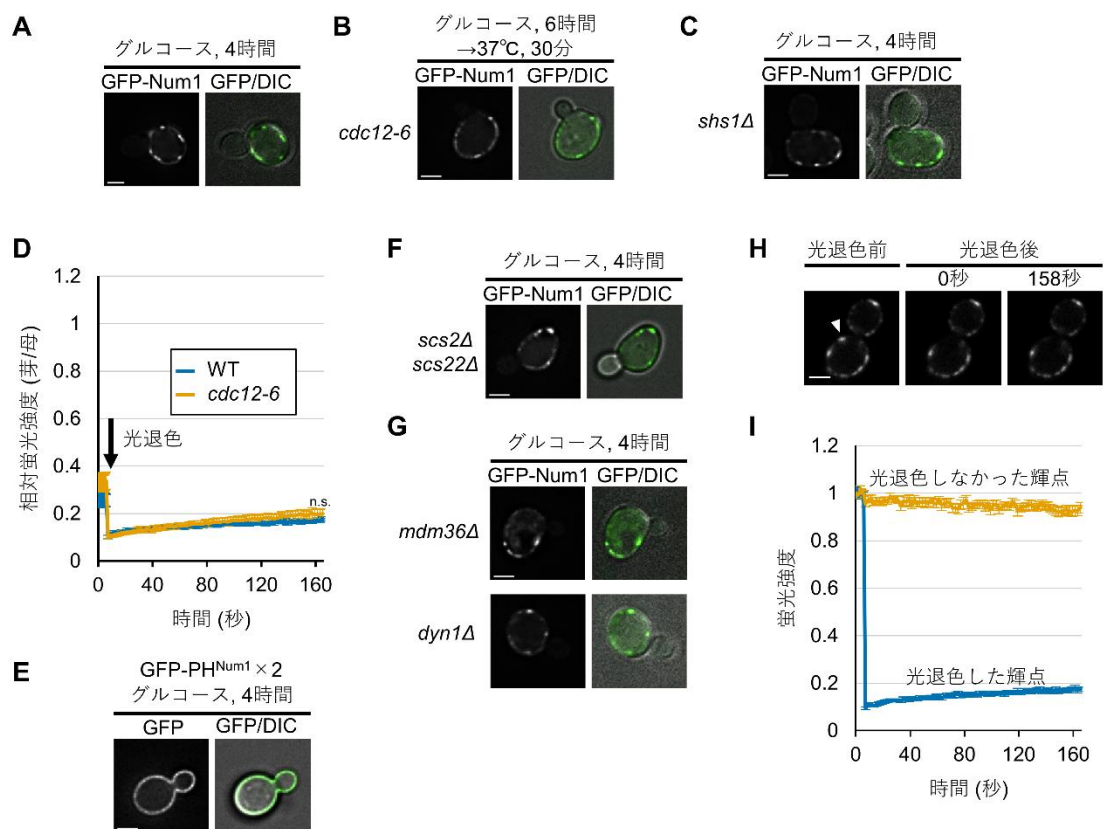 A
グルコース, 4時間
GFP-Num1 GFP/DIC
B
グルコース, 6時間
→37℃, 30分
GFP-Num1 GFP/DIC
cdc12-6
C
グルコース, 4時間
GFP-Num1 GFP/DIC
shs1Δ
D
相対蛍光強度 (芽/母)
1.2
1
0.8
0.6
0.4
0.2
0
WT
cdc12-6
光退色
n.s.
0 40 80 120 160
時間 (秒)
E
GFP-PHNum1 × 2
グルコース, 4時間
GFP GFP/DIC
F
グルコース, 4時間
GFP-Num1 GFP/DIC
scs2Δ
scs22Δ
G
グルコース, 4時間
GFP-Num1 GFP/DIC
mdm36Δ
dyn1Δ
H
光退色前 光退色後
0秒 158秒
I
蛍光強度
1.2
1
0.8
0.6
0.4
0.2
0
光退色しなかった輝点
光退色した輝点
0 40 80 120 160
時間 (秒)